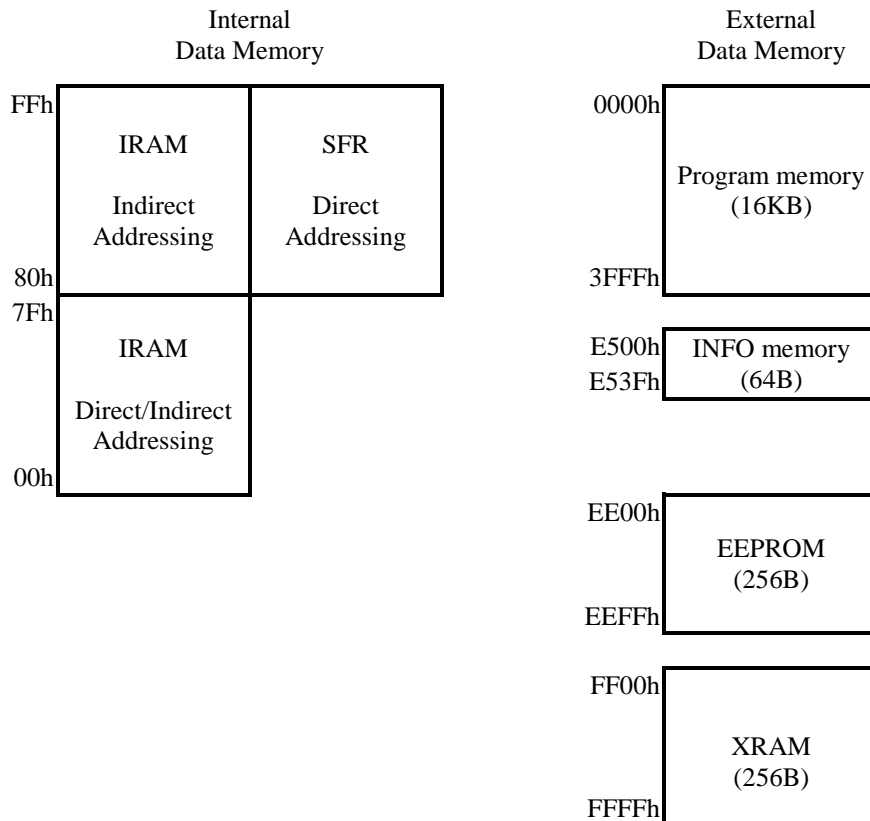 Internal
Data Memory
FFh
IRAM
Indirect
Addressing
80h
SFR
Direct
Addressing
7Fh
IRAM
Direct/Indirect
Addressing
00h
External
Data Memory
0000h
Program memory
(16KB)
3FFFh
E500h
INFO memory
E53Fh
(64B)
EE00h
EEPROM
(256B)
EEFFh
FF00h
XRAM
(256B)
FFFFh